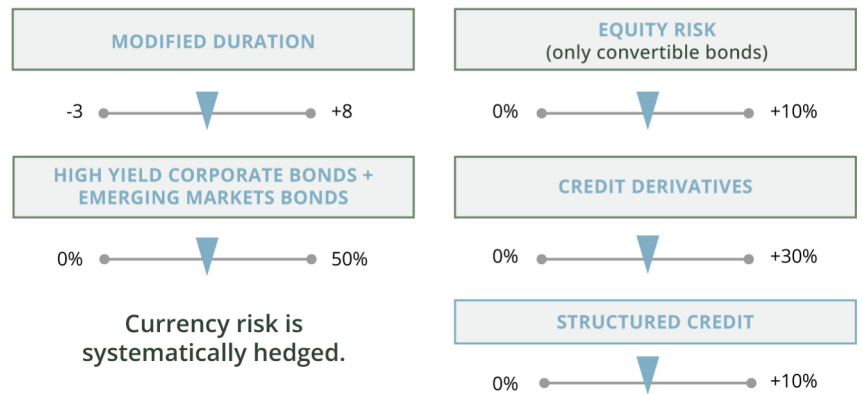 MODIFIED DURATION
-3 +8
HIGH YIELD CORPORATE BONDS +
EMERGING MARKETS BONDS
0% 50%
Currency risk is
systematically hedged.
EQUITY RISK
(only convertible bonds)
0% +10%
CREDIT DERIVATIVES
0% +30%
STRUCTURED CREDIT
0% +10%